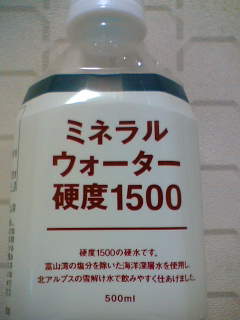 ミネラル
ウォーター
硬度1500
硬度1500の硬水です。
富山湾の塩分を除いた海洋深層水を使用し、
北アルプスの雪解け水で飲みやすく仕あげました。
500ml